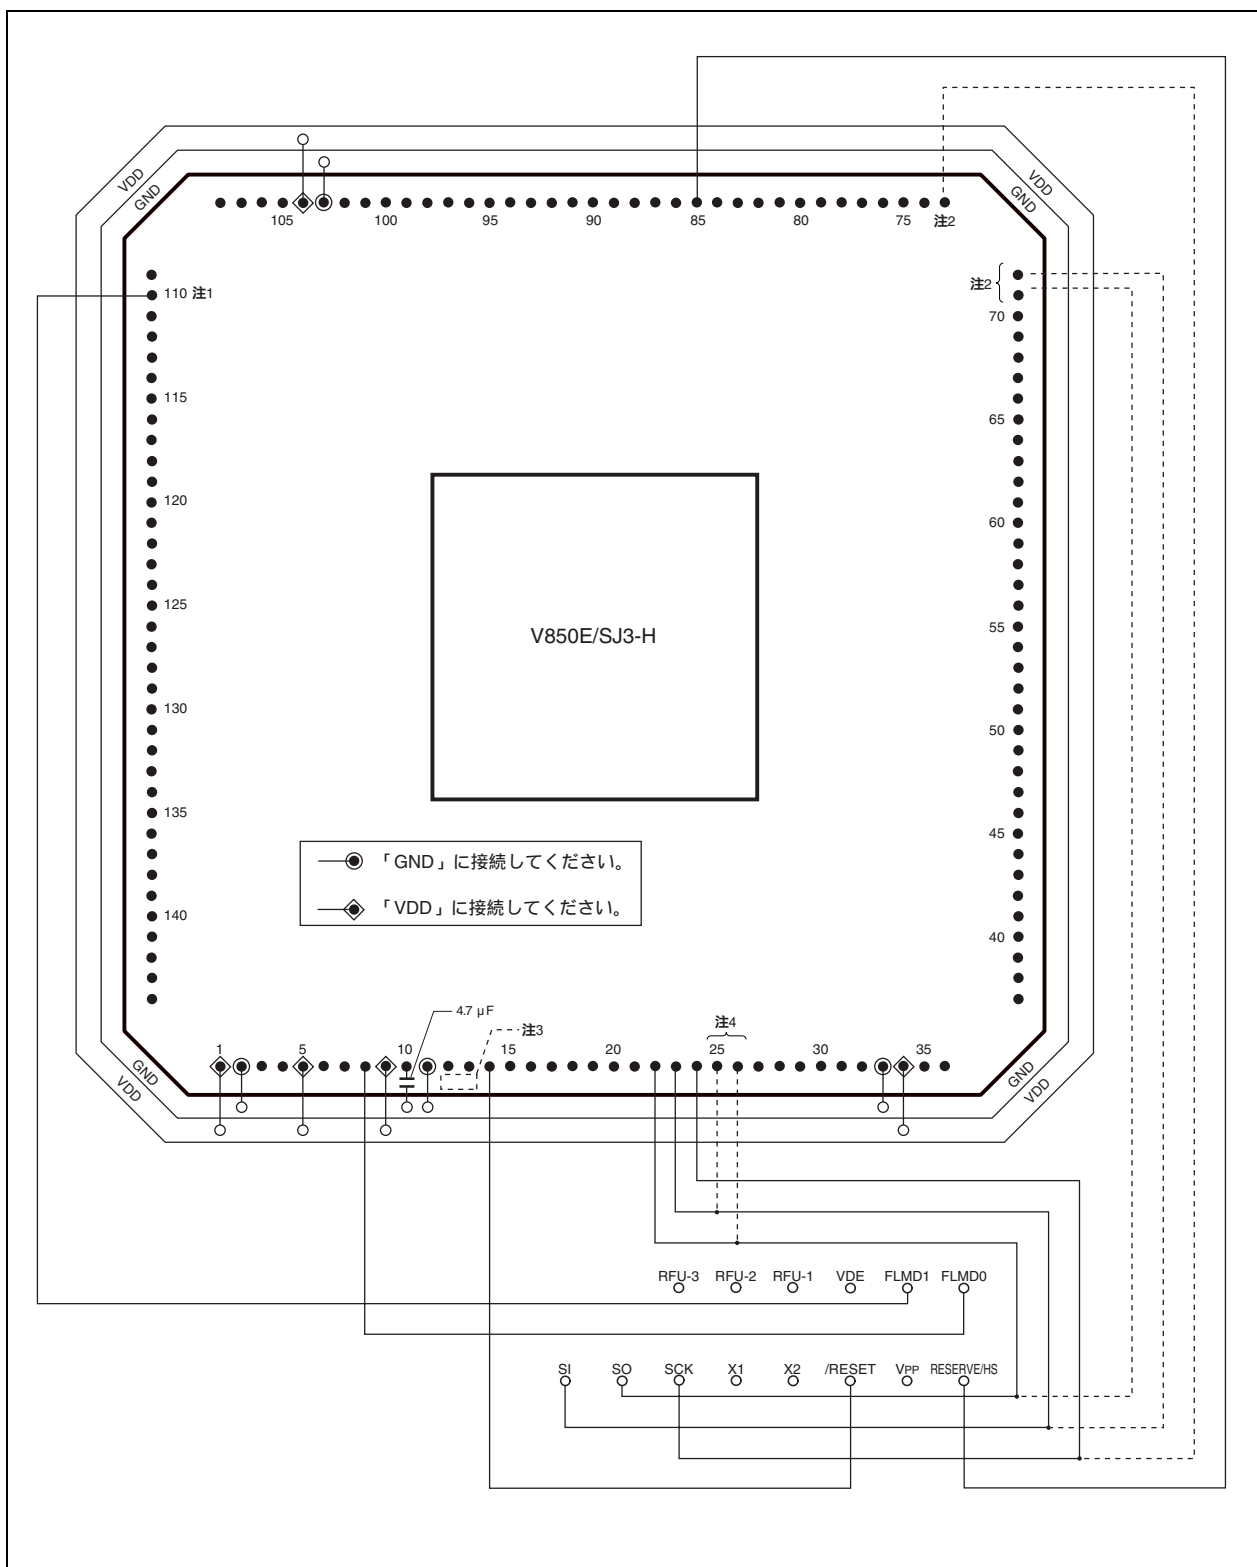 VDD
GND
VDD
GND
105
100
95
90
85
80
75
注2
110 注1
注2
70
115
65
120
60
V850E/SJ3-H
125
55
130
50
135
45
「GND」に接続してください。
「VDD」に接続してください。
140
40
4.7 μF
注3
注4
1
5
10
15
20
25
30
35
GND
VDD
GND
VDD
RFU-3
RFU-2
RFU-1
VDE
FLMD1
FLMD0
SI
SO
SCK
X1
X2
/RESET
VPP
RESERVE/HS